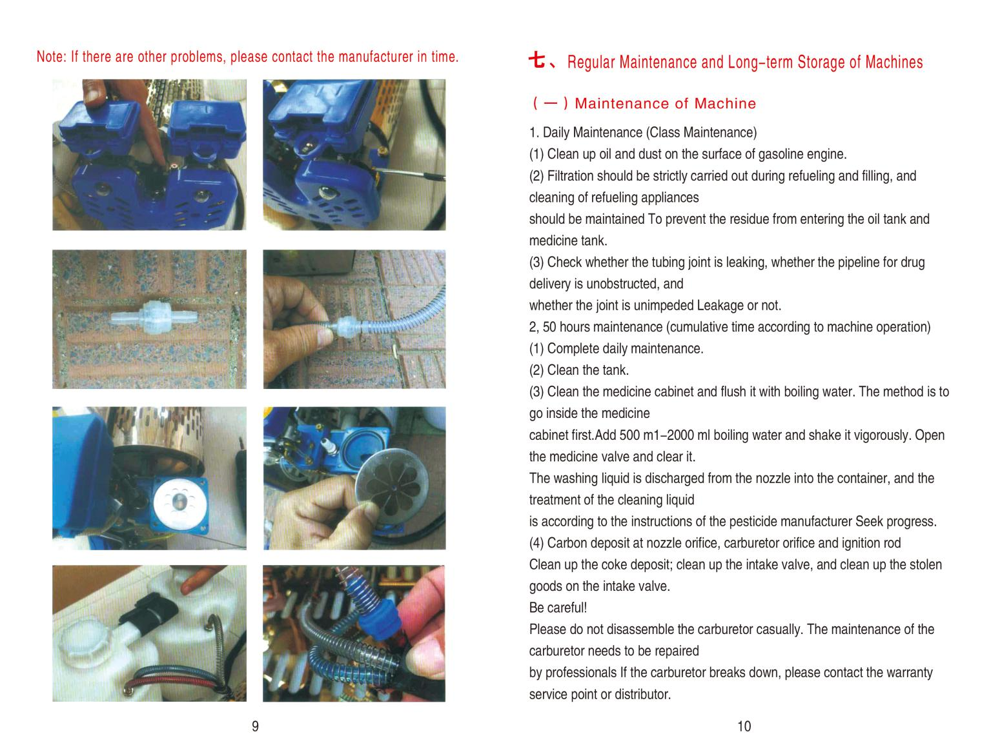 Note: If there are other problems, please contact the manufacturer in time.
9
七、Regular Maintenance and Long-term Storage of Machines
(一) Maintenance of Machine
1. Daily Maintenance (Class Maintenance)
(1) Clean up oil and dust on the surface of gasoline engine.
(2) Filtration should be strictly carried out during refueling and filling, and
cleaning of refueling appliances
should be maintained To prevent the residue from entering the oil tank and
medicine tank.
(3) Check whether the tubing joint is leaking, whether the pipeline for drug
delivery is unobstructed, and
whether the joint is unimpeded Leakage or not.
2, 50 hours maintenance (cumulative time according to machine operation)
(1) Complete daily maintenance.
(2) Clean the tank.
(3) Clean the medicine cabinet and flush it with boiling water. The method is to
go inside the medicine
cabinet first.Add 500 m1-2000 ml boiling water and shake it vigorously. Open
the medicine valve and clear it.
The washing liquid is discharged from the nozzle into the container, and the
treatment of the cleaning liquid
is according to the instructions of the pesticide manufacturer Seek progress.
(4) Carbon deposit at nozzle orifice, carburetor orifice and ignition rod
Clean up the coke deposit; clean up the intake valve, and clean up the stolen
goods on the intake valve.
Be careful!
Please do not disassemble the carburetor casually. The maintenance of the
carburetor needs to be repaired
by professionals If the carburetor breaks down, please contact the warranty
service point or distributor.
10